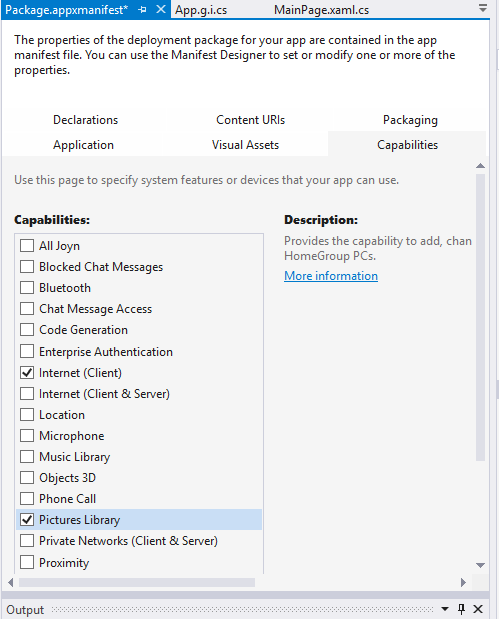 Package.appxmanifest* App.g.i.cs MainPage.xaml.cs
The properties of the deployment package for your app are contained in the app
manifest file. You can use the Manifest Designer to set or modify one or more of the
properties.
Declarations Content URIs Packaging
Application Visual Assets Capabilities
Use this page to specify system features or devices that your app can use.
Capabilities: Description:
All Joyn
Provides the capability to add, chan
Blocked Chat Messages
HomeGroup PCs.
More information
Bluetooth
Chat Message Access
Code Generation
Enterprise Authentication
Internet (Client)
Internet (Client & Server)
Location
Microphone
Music Library
Objects 3D
Phone Call
Pictures Library
Private Networks (Client & Server)
Proximity
Output